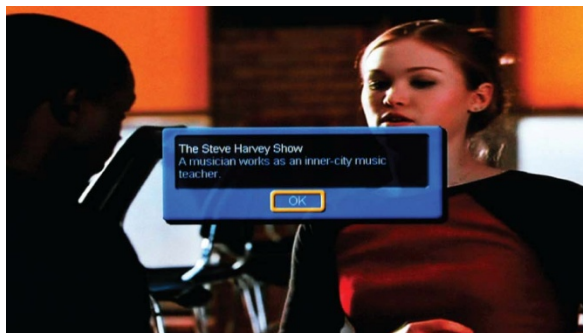 The Steve Harvey Show
A musician works as an inner-city music
teacher.
OK